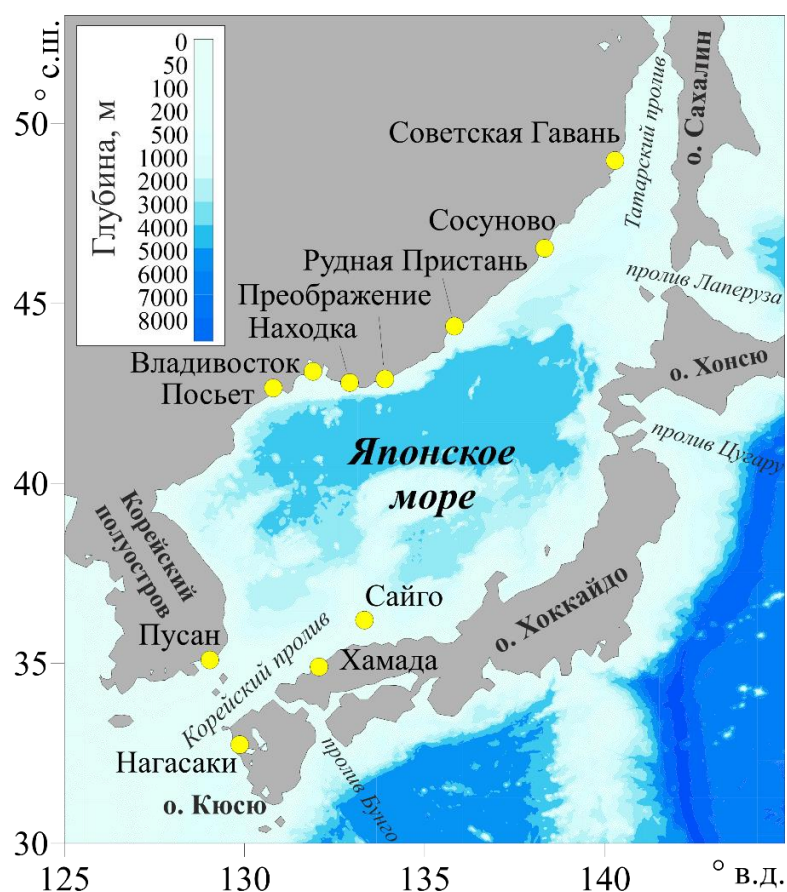 ° с.ш.
50
45
40
35
30
125
130
135
140
° в.д.
Глубина, м
0
50
100
200
500
1000
2000
3000
4000
5000
6000
7000
8000
Советская Гавань
Сосуново
Рудная Пристань
Преображение
Находка
Владивосток
Посьет
Татарский пролив
о. Сахалин
пролив Лаперуза
о. Хонсю
пролив Цугару
Японское
море
Корейский
полуостров
Сайго
Пусан
Хамада
Корейский пролив
о. Хоккайдо
Нагасаки
о. Кюсю
пролив Бунго